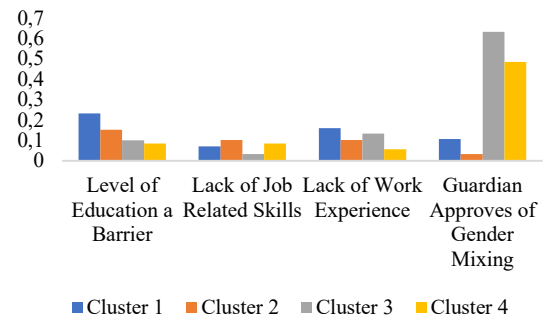 0,7
0,6
0,5
0,4
0,3
0,2
0,1
0
Level of Education a Barrier
Lack of Job Related Skills
Lack of Work Experience
Guardian Approves of Gender Mixing
Cluster 1 Cluster 2 Cluster 3 Cluster 4